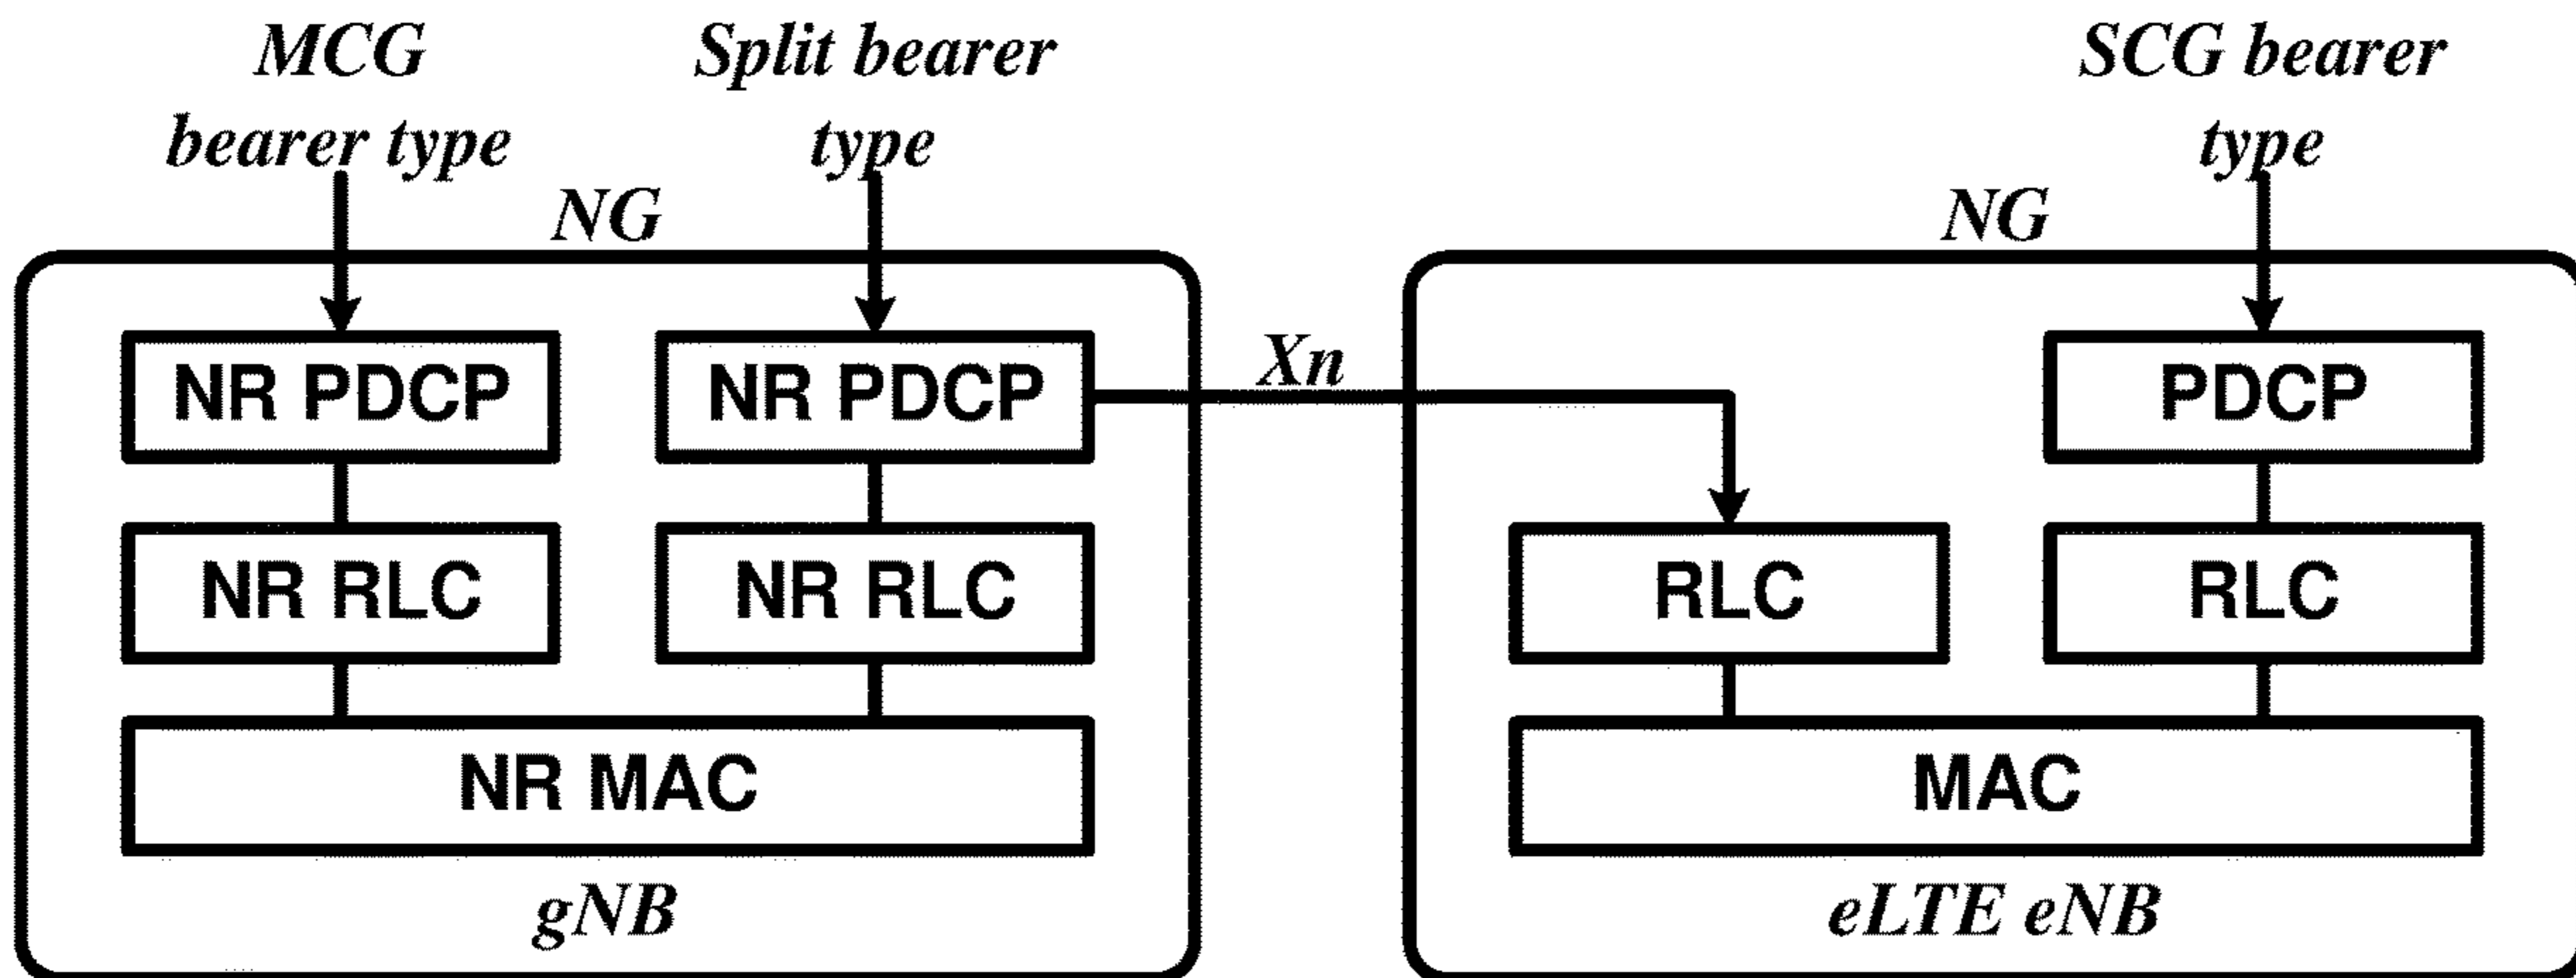 MCG
bearer type
Split bearer
type
SCG bearer
type
NG
NG
Xn
NR PDCP
NR PDCP
PDCP
NR RLC
NR RLC
RLC
RLC
NR MAC
MAC
gNB
eLTE eNB